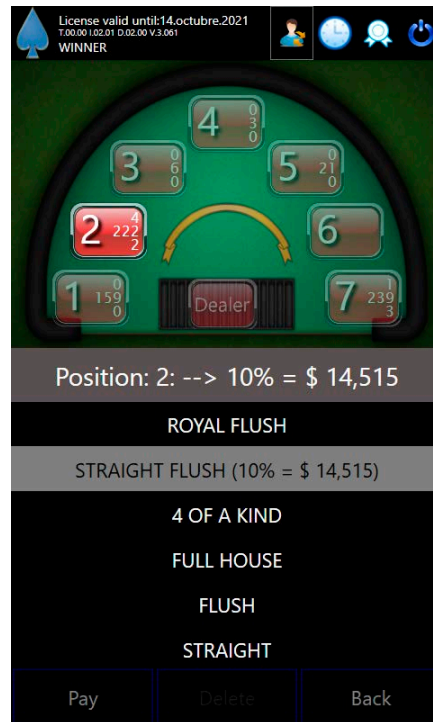 License valid until:14.octubre.2021
T.00.00 I.02.01 D.02.00 V.3.061
WINNER
4
0
3
0
3
0
6
0
5
0
21
0
2
4
222
2
6
1
0
159
0
Dealer
7
1
239
3
Position: 2: --> 10% = $ 14,515
ROYAL FLUSH
STRAIGHT FLUSH (10% = $ 14,515)
4 OF A KIND
FULL HOUSE
FLUSH
STRAIGHT
Pay
Delete
Back